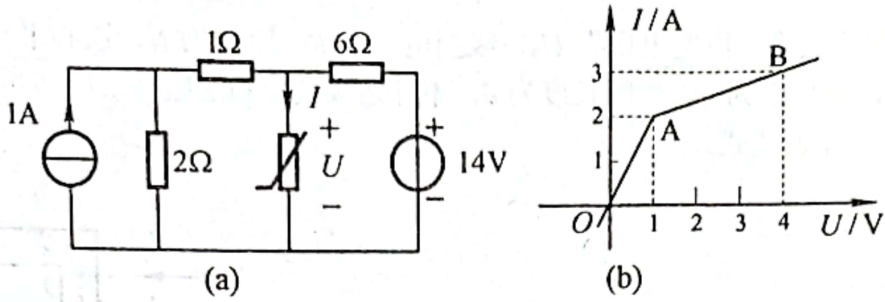 1Ω 6Ω
1A 2Ω I + U − + 14V −
(a)
I/A
3 B
2 A
1
O 1 2 3 4 U/V
(b)